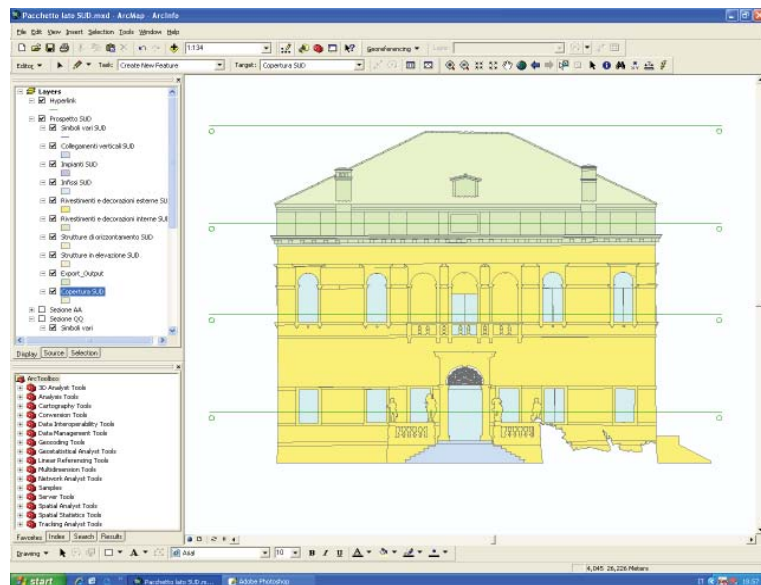 Pacchetto lato SUD.mxd - ArcMap - ArcInfo
File Edit View Insert Selection Tools Window Help
1:134
Georeferencing
Layer:
Editor
Task: Create New Feature
Target: Copertura SUD
Layers
Hyperlink
Prospetto SUD
Simboli vari SUD
Collegamenti verticali SUD
Impianti SUD
Infissi SUD
Rivestimenti e decorazioni esterne SU
Rivestimenti e decorazioni interne SUD
Strutture di orizzontamento SUD
Strutture in elevazione SUD
Export_Output
Copertura SUD
Sezione AA
Sezione QQ
Simboli vari
Display Source Selection
ArcToolbox
3D Analyst Tools
Analysis Tools
Cartography Tools
Conversion Tools
Data Interoperability Tools
Data Management Tools
Geocoding Tools
Geostatistical Analyst Tools
Linear Referencing Tools
Multidimension Tools
Network Analyst Tools
Samples
Server Tools
Spatial Analyst Tools
Spatial Statistics Tools
Tracking Analyst Tools
Favorites Index Search Results
Drawing
A
Arial
10
B I U A
4,045 26,226 Meters
start
Pacchetto lato SUD.m...
Adobe Photoshop
IT
18.57